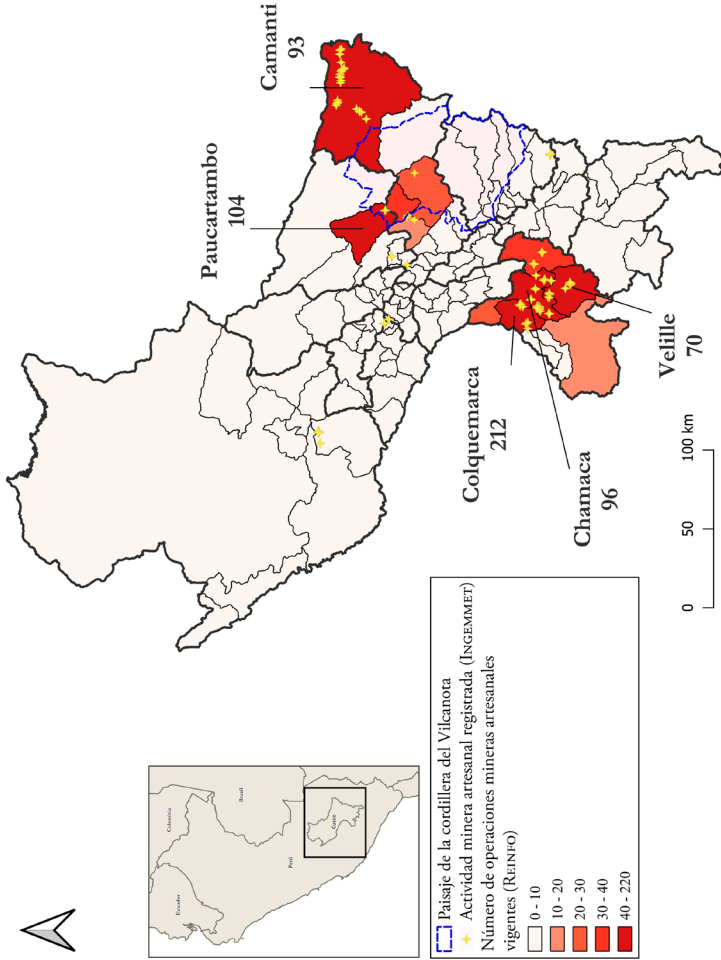 Camanti
93
Paucartambo
104
Colquemarca
212
Chamaca
96
Velille
70
0
50
100 km
Ecuador
Colombia
Brasil
Perú
Cusco
Paisaje de la cordillera del Vilcanota
Actividad minera artesanal registrada (INGEMMET)
Número de operaciones mineras artesanales
vigentes (REINFO)
0 - 10
10 - 20
20 - 30
30 - 40
40 - 220